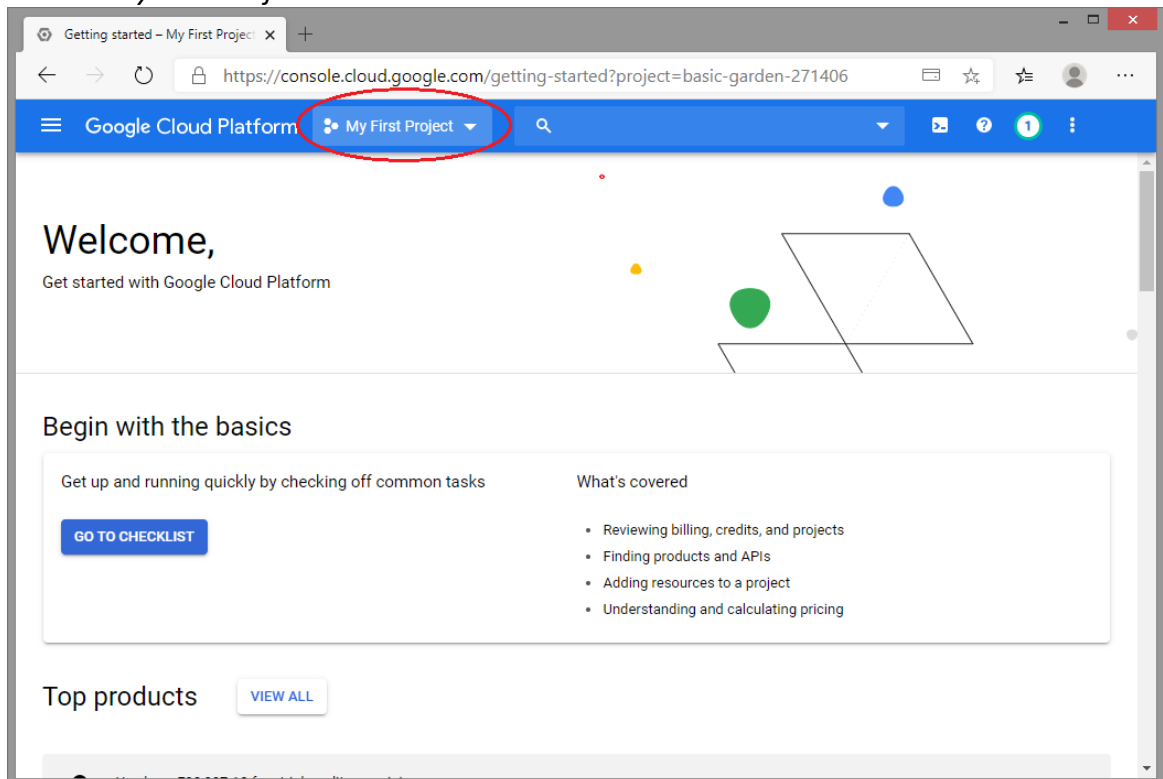 Getting started – My First Projec
https://console.cloud.google.com/getting-started?project=basic-garden-271406
Google Cloud Platform My First Project 1
Welcome,
Get started with Google Cloud Platform
Begin with the basics
Get up and running quickly by checking off common tasks
GO TO CHECKLIST
What's covered
• Reviewing billing, credits, and projects
• Finding products and APIs
• Adding resources to a project
• Understanding and calculating pricing
Top products VIEW ALL